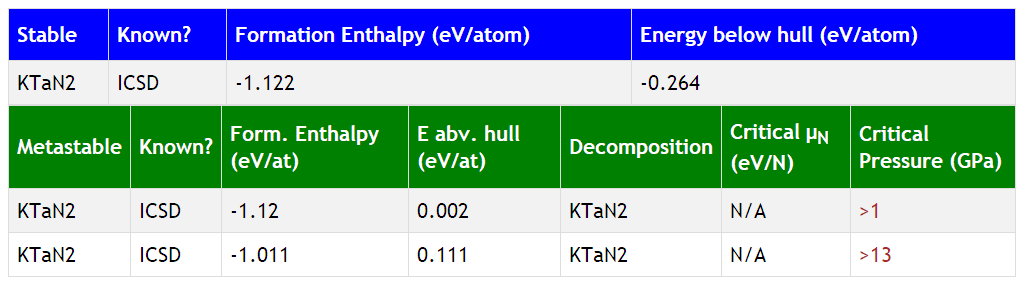 Stable Known? Formation Enthalpy (eV/atom) Energy below hull (eV/atom)
KTaN2 ICSD -1.122 -0.264
Metastable Known? Form. Enthalpy (eV/at) E abv. hull (eV/at) Decomposition Critical μN (eV/N) Critical Pressure (GPa)
KTaN2 ICSD -1.12 0.002 KTaN2 N/A >1
KTaN2 ICSD -1.011 0.111 KTaN2 N/A >13